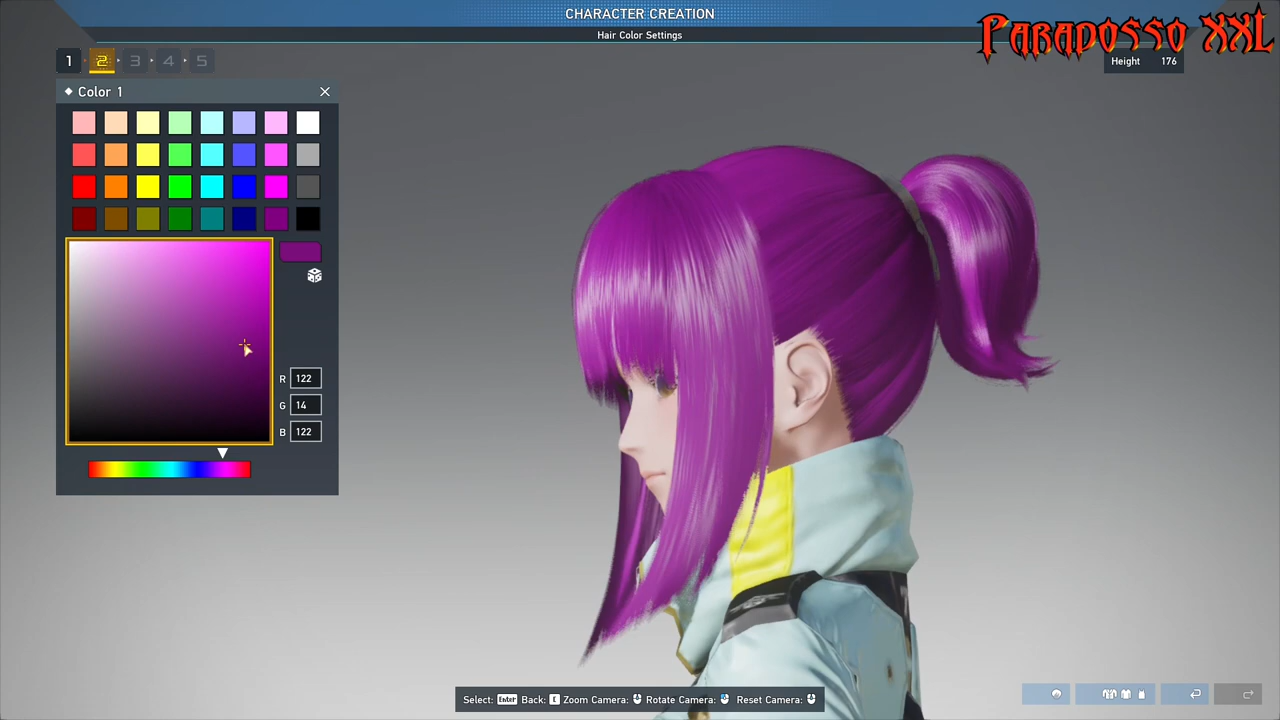 CHARACTER CREATION
Hair Color Settings
Paradosso XXL
Height 176
1 2 3 4 5
Color 1
R 122
G 14
B 122
Select: Enter Back: E Zoom Camera: Rotate Camera: Reset Camera: